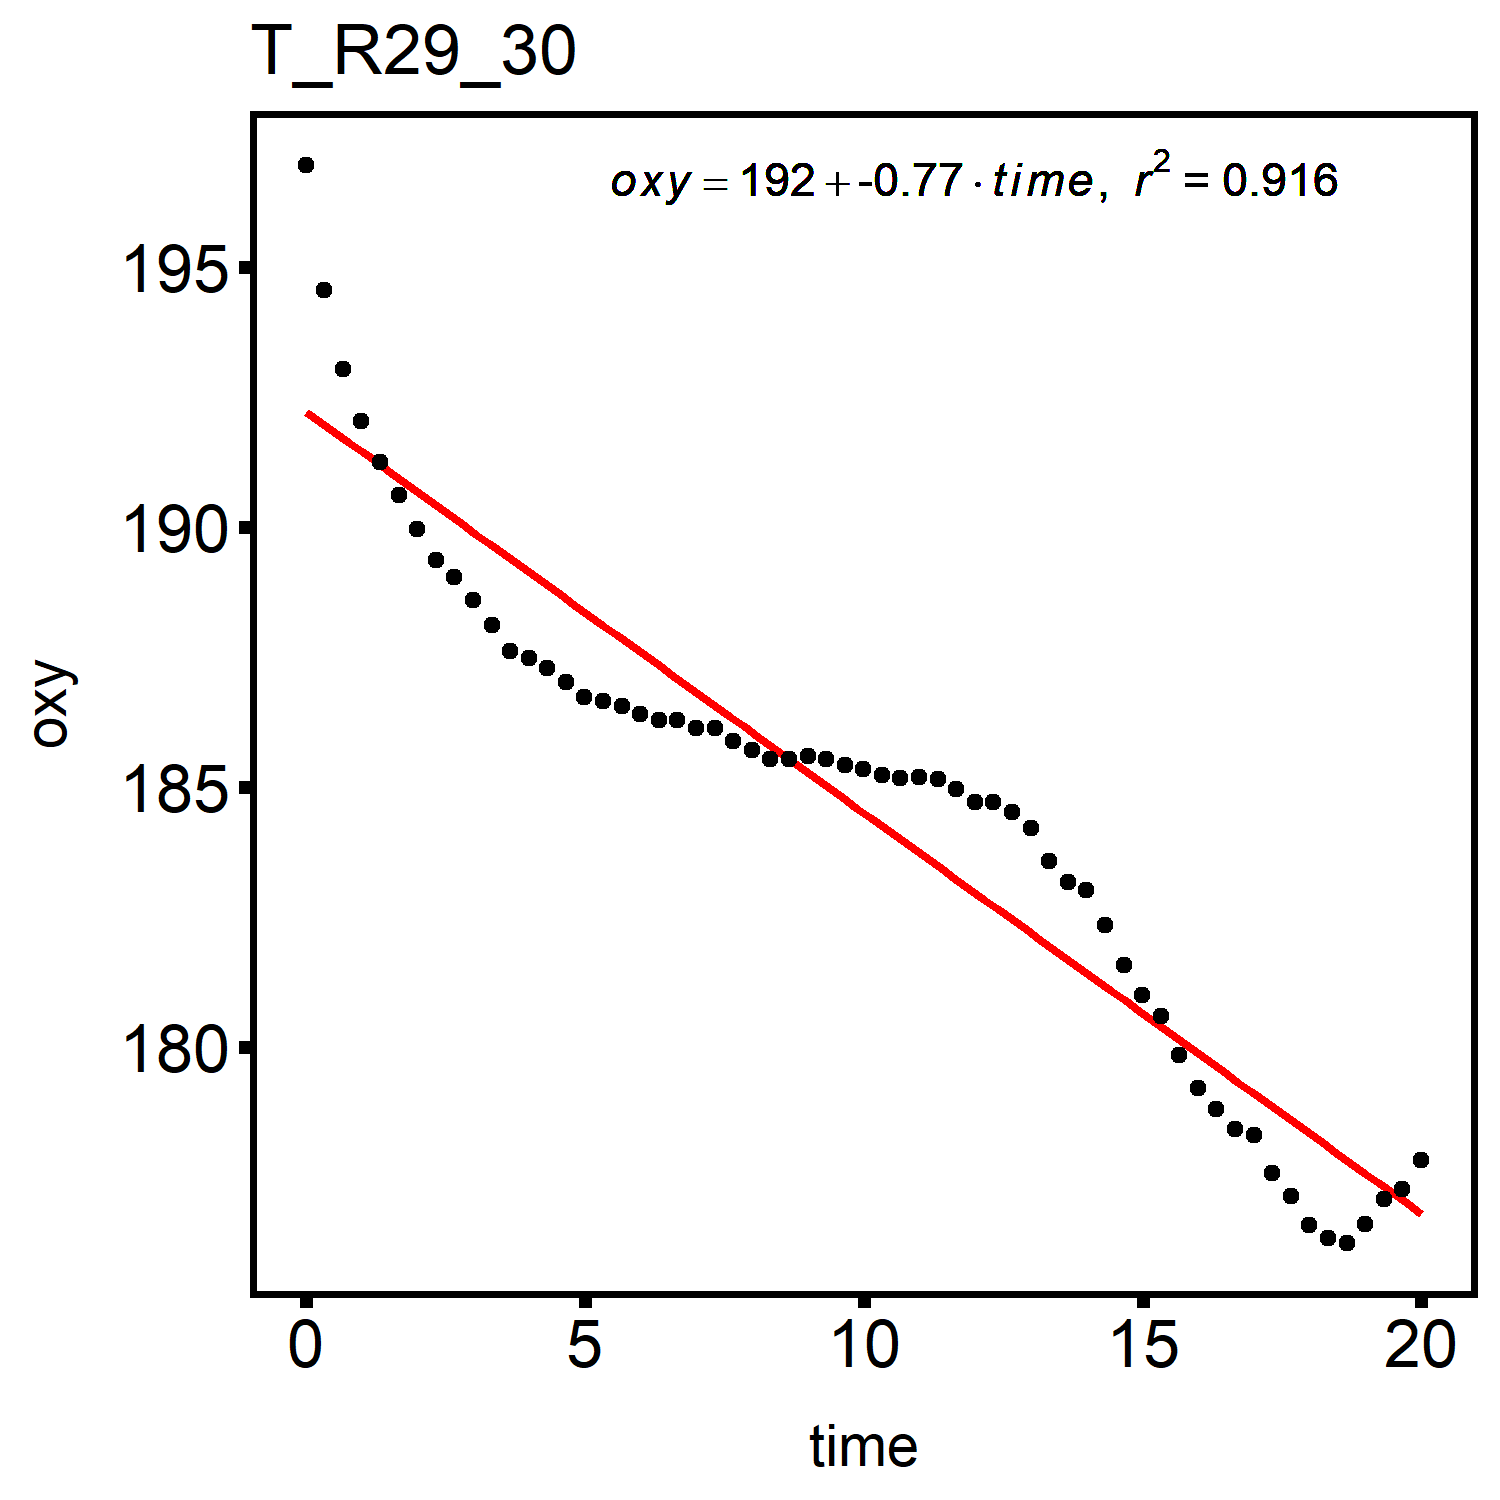 T_R29_30
oxy = 192 + -0.77 · time, r² = 0.916
195
190
185
180
oxy
0 5 10 15 20
time